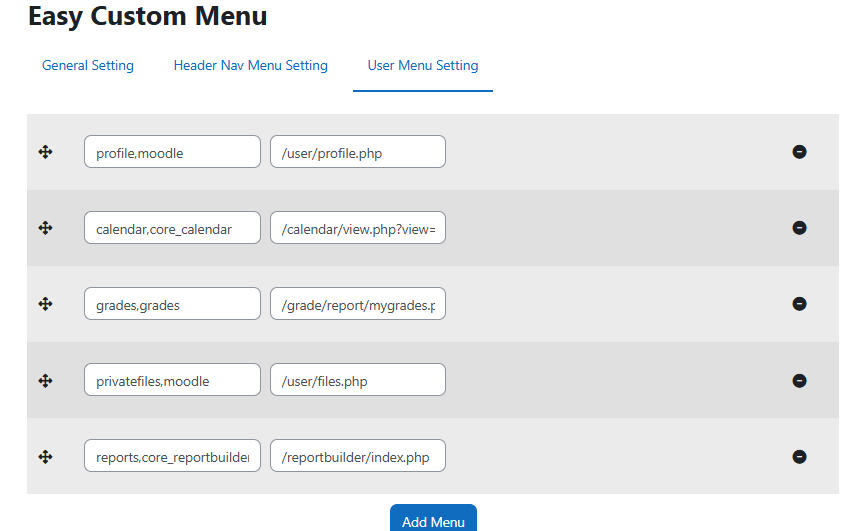 Easy Custom Menu
General Setting Header Nav Menu Setting User Menu Setting
profile,moodle /user/profile.php
calendar,core_calendar /calendar/view.php?view=
grades,grades /grade/report/mygrades.p
privatefiles,moodle /user/files.php
reports,core_reportbuilder /reportbuilder/index.php
Add Menu